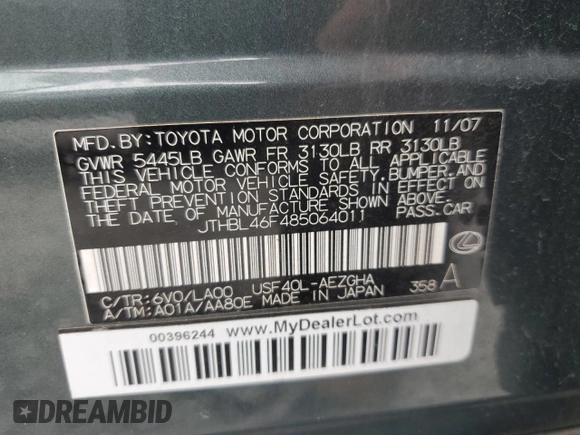 MFD.BY:TOYOTA MOTOR CORPORATION 11/07
GVWR 5445LB GAWR FR 3130LB RR 3130LB
THIS VEHICLE CONFORMS TO ALL APPLICABLE
FEDERAL MOTOR VEHICLE SAFETY,BUMPER,AND
THEFT PREVENTION STANDARDS IN EFFECT ON
THE DATE OF MANUFACTURE SHOWN ABOVE.
JTHBL46F485064011 PASS.CAR
C/TR:6V0/LA00 USF40L-AEZGHA
A/TM:A01A/AA80E MADE IN JAPAN 358 A
00396244 www.MyDealerLot.com
DREAMBID